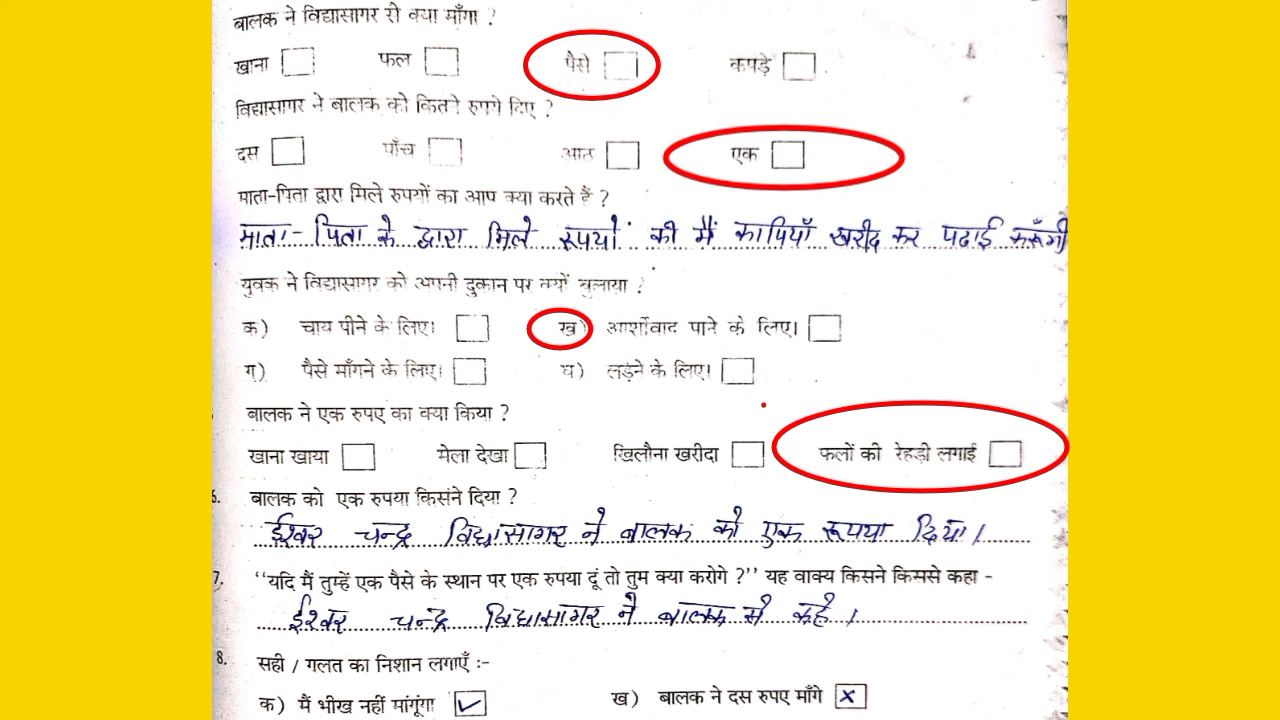 बालक ने विद्यासागर से क्या माँगा ?
खाना फल पैसे कपड़े
विद्यासागर ने बालक को कितने रुपये दिए ?
दस पाँच आठ एक
माता-पिता द्वारा मिले रुपयों का आप क्या करते हैं ?
माता-पिता के द्वारा मिले रूपयों की मैं कापियाँ खरीद कर पढाई करूँगी
युवक ने विद्यासागर को अपनी दुकान पर क्यों बुलाया ?
क) चाय पीने के लिए। ख) आर्शीवाद पाने के लिए।
ग) पैसे माँगने के लिए। घ) लड़ने के लिए।
बालक ने एक रुपए का क्या किया ?
खाना खाया मेला देखा खिलौना खरीदा फलों की रेहड़ी लगाई
6. बालक को एक रुपया किसने दिया ?
ईश्वर चन्द्र विद्यासागर ने बालक को एक रूपया दिया।
7. "यदि मैं तुम्हें एक पैसे के स्थान पर एक रुपया दूं तो तुम क्या करोगे ?" यह वाक्य किसने किससे कहा -
ईश्वर चन्द्र विद्यासागर ने बालक से कहै।
8. सही / गलत का निशान लगाएँ :-
क) मैं भीख नहीं मांगूंगा ✓ ख) बालक ने दस रुपए माँगे x